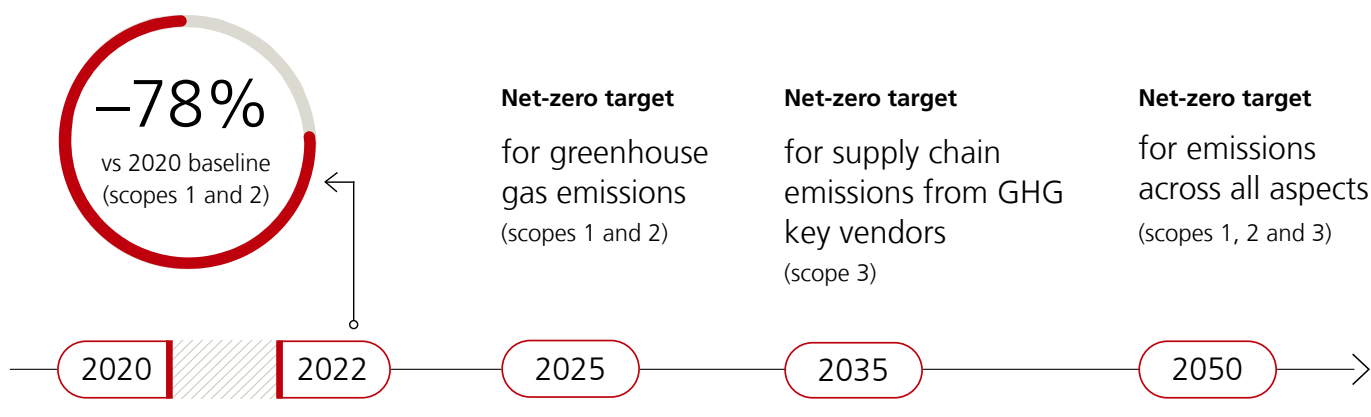 –78%
vs 2020 baseline
(scopes 1 and 2)
Net-zero target
for greenhouse
gas emissions
(scopes 1 and 2)
Net-zero target
for supply chain
emissions from GHG
key vendors
(scope 3)
Net-zero target
for emissions
across all aspects
(scopes 1, 2 and 3)
2020
2022
2025
2035
2050